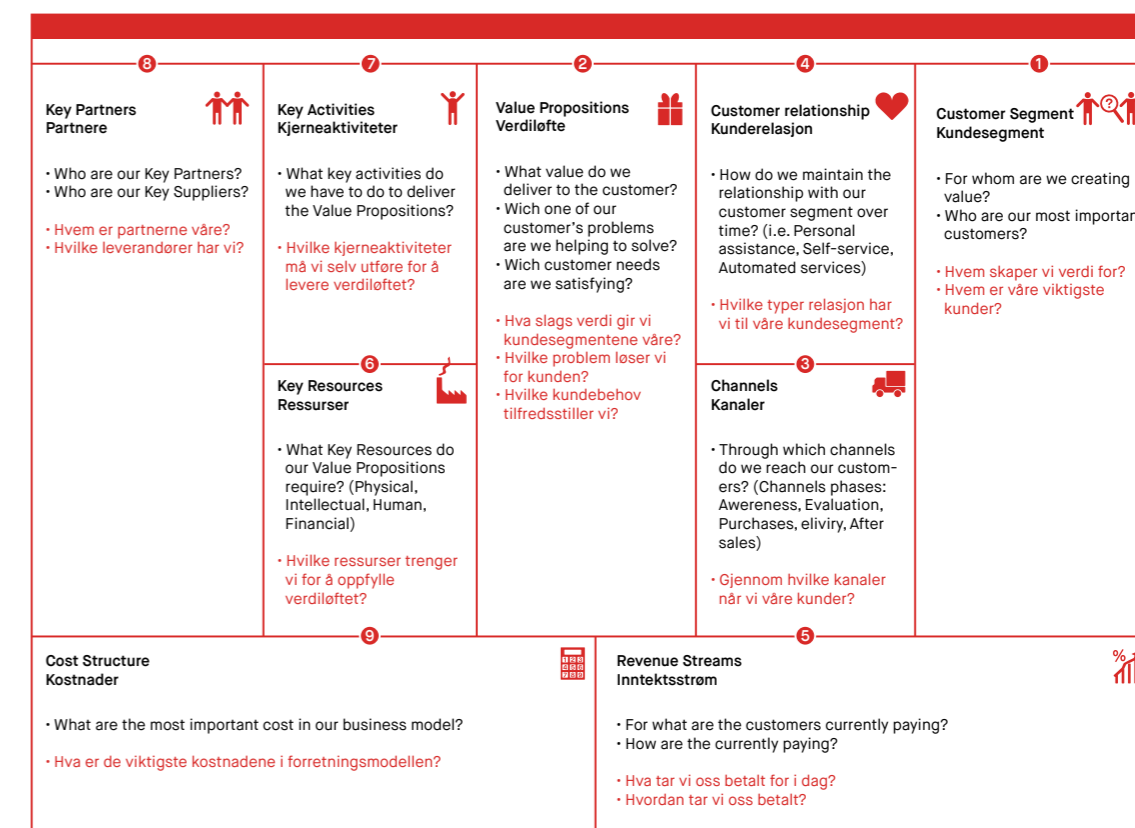 8
Key Partners
Partnere
• Who are our Key Partners?
• Who are our Key Suppliers?
• Hvem er partnerne våre?
• Hvilke leverandører har vi?
7
Key Activities
Kjerneaktiviteter
• What key activities do
we have to do to deliver
the Value Propositions?
• Hvilke kjerneaktiviteter
må vi selv utføre for å
levere verdiløftet?
6
Key Resources
Ressurser
• What Key Resources do
our Value Propositions
require? (Physical,
Intellectual, Human,
Financial)
• Hvilke ressurser trenger
vi for å oppfylle
verdiløftet?
2
Value Propositions
Verdiløfte
• What value do we
deliver to the customer?
• Wich one of our
customer's problems
are we helping to solve?
• Wich customer needs
are we satisfying?
• Hva slags verdi gir vi
kundesegmentene våre?
• Hvilke problem løser vi
for kunden?
• Hvilke kundebehov
tilfredsstiller vi?
4
Customer relationship
Kunderelasjon
• How do we maintain the
relationship with our
customer segment over
time? (i.e. Personal
assistance, Self-service,
Automated services)
• Hvilke typer relasjon har
vi til våre kundesegment?
3
Channels
Kanaler
• Through which channels
do we reach our custom-
ers? (Channels phases:
Awereness, Evaluation,
Purchases, eliviry, After
sales)
• Gjennom hvilke kanaler
når vi våre kunder?
1
Customer Segment
Kundesegment
?
• For whom are we creating
value?
• Who are our most importan
customers?
• Hvem skaper vi verdi for?
• Hvem er våre viktigste
kunder?
9
Cost Structure
Kostnader
1 2 3
4 5 6
7 8 9
• What are the most important cost in our business model?
• Hva er de viktigste kostnadene i forretningsmodellen?
5
Revenue Streams
Inntektsstrøm
%
• For what are the customers currently paying?
• How are the currently paying?
• Hva tar vi oss betalt for i dag?
• Hvordan tar vi oss betalt?